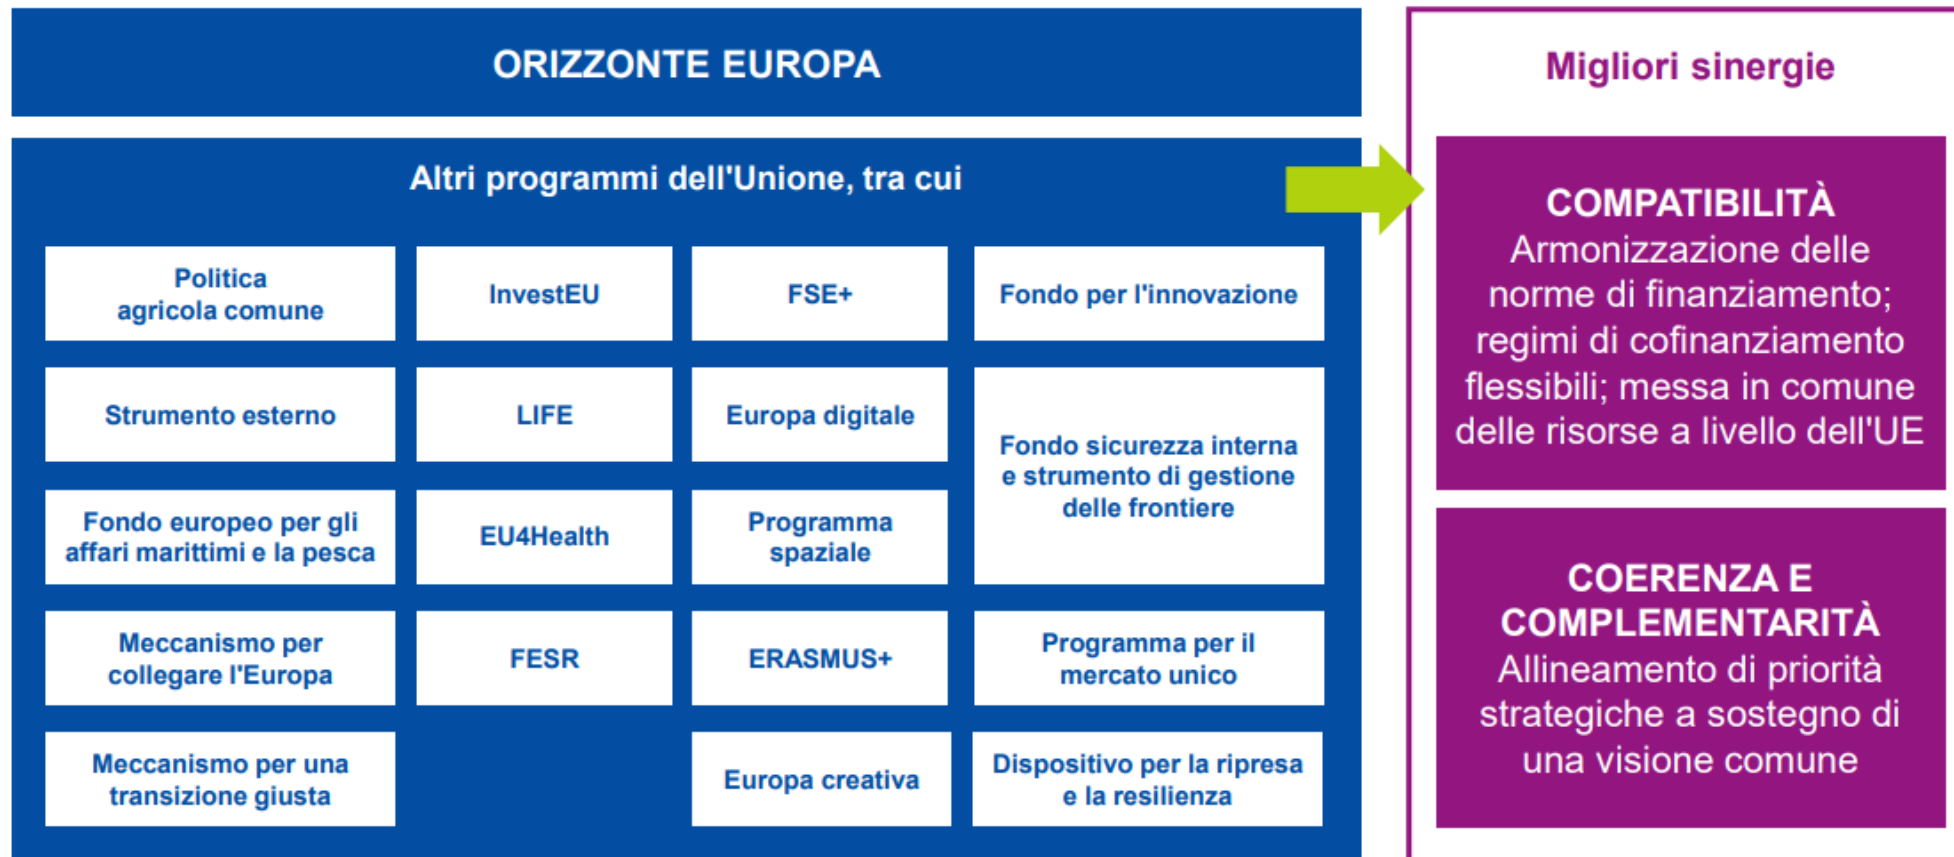 ORIZZONTE EUROPA
Altri programmi dell'Unione, tra cui
Politica
agricola comune
InvestEU
FSE+
Fondo per l'innovazione
Strumento esterno
LIFE
Europa digitale
Fondo sicurezza interna
e strumento di gestione
delle frontiere
Fondo europeo per gli
affari marittimi e la pesca
EU4Health
Programma
spaziale
Meccanismo per
collegare l'Europa
FESR
ERASMUS+
Programma per il
mercato unico
Meccanismo per una
transizione giusta
Europa creativa
Dispositivo per la ripresa
e la resilienza
Migliori sinergie
COMPATIBILITÀ
Armonizzazione delle
norme di finanziamento;
regimi di cofinanziamento
flessibili; messa in comune
delle risorse a livello dell'UE
COERENZA E
COMPLEMENTARITÀ
Allineamento di priorità
strategiche a sostegno di
una visione comune